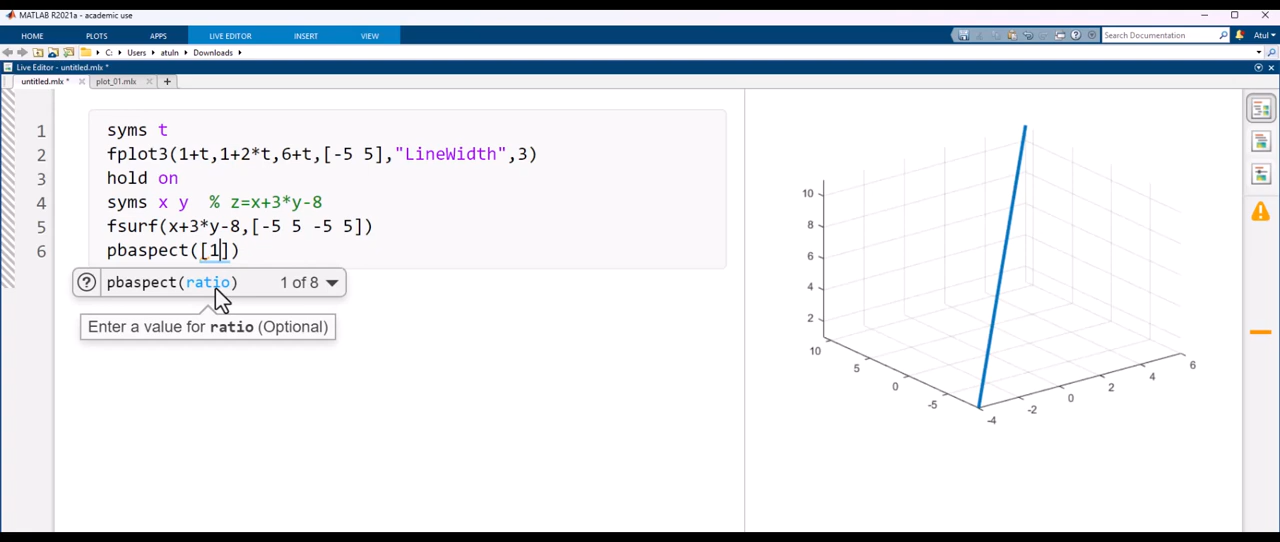 MATLAB R2021a - academic use
HOME PLOTS APPS LIVE EDITOR INSERT VIEW Search Documentation Atul
C: Users atuln Downloads
Live Editor - untitled.mlx *
untitled.mlx * plot_01.mlx
1 syms t
2 fplot3(1+t,1+2*t,6+t,[-5 5],"LineWidth",3)
3 hold on
4 syms x y % z=x+3*y-8
5 fsurf(x+3*y-8,[-5 5 -5 5])
6 pbaspect([1])
pbaspect(ratio) 1 of 8
Enter a value for ratio (Optional)
10
8
6
4
2
10
5
0
-5
-4
-2
0
2
4
6